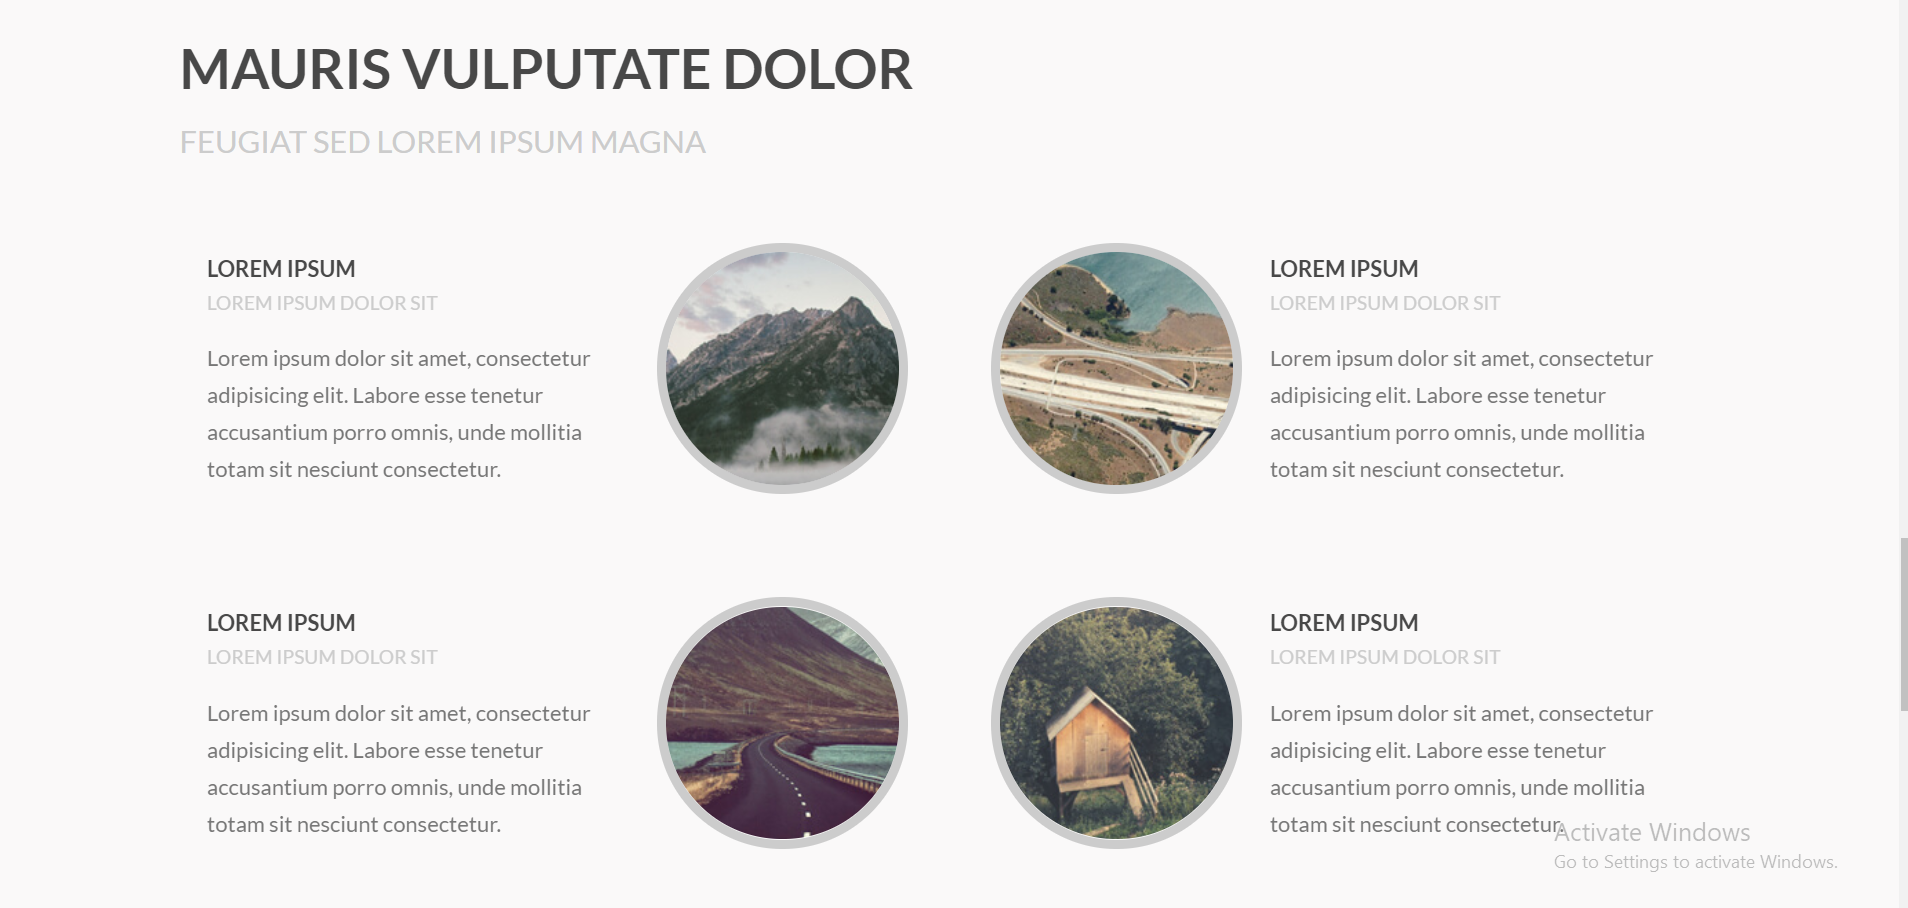 MAURIS VULPUTATE DOLOR
FEUGIAT SED LOREM IPSUM MAGNA
LOREM IPSUM
LOREM IPSUM DOLOR SIT
Lorem ipsum dolor sit amet, consectetur
adipisicing elit. Labore esse tenetur
accusantium porro omnis, unde mollitia
totam sit nesciunt consectetur.
LOREM IPSUM
LOREM IPSUM DOLOR SIT
Lorem ipsum dolor sit amet, consectetur
adipisicing elit. Labore esse tenetur
accusantium porro omnis, unde mollitia
totam sit nesciunt consectetur.
LOREM IPSUM
LOREM IPSUM DOLOR SIT
Lorem ipsum dolor sit amet, consectetur
adipisicing elit. Labore esse tenetur
accusantium porro omnis, unde mollitia
totam sit nesciunt consectetur.
LOREM IPSUM
LOREM IPSUM DOLOR SIT
Lorem ipsum dolor sit amet, consectetur
adipisicing elit. Labore esse tenetur
accusantium porro omnis, unde mollitia
totam sit nesciunt consectetur.
Activate Windows
Go to Settings to activate Windows.